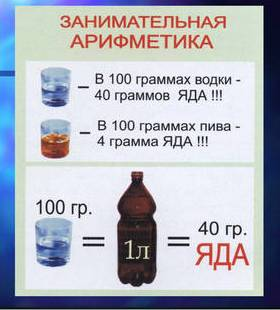 ЗАНИМАТЕЛЬНАЯ
АРИФМЕТИКА
– В 100 граммах водки -
40 граммов ЯДА !!!
– В 100 граммах пива -
4 грамма ЯДА !!!
100 гр.
=
1л
=
40 гр.
ЯДА